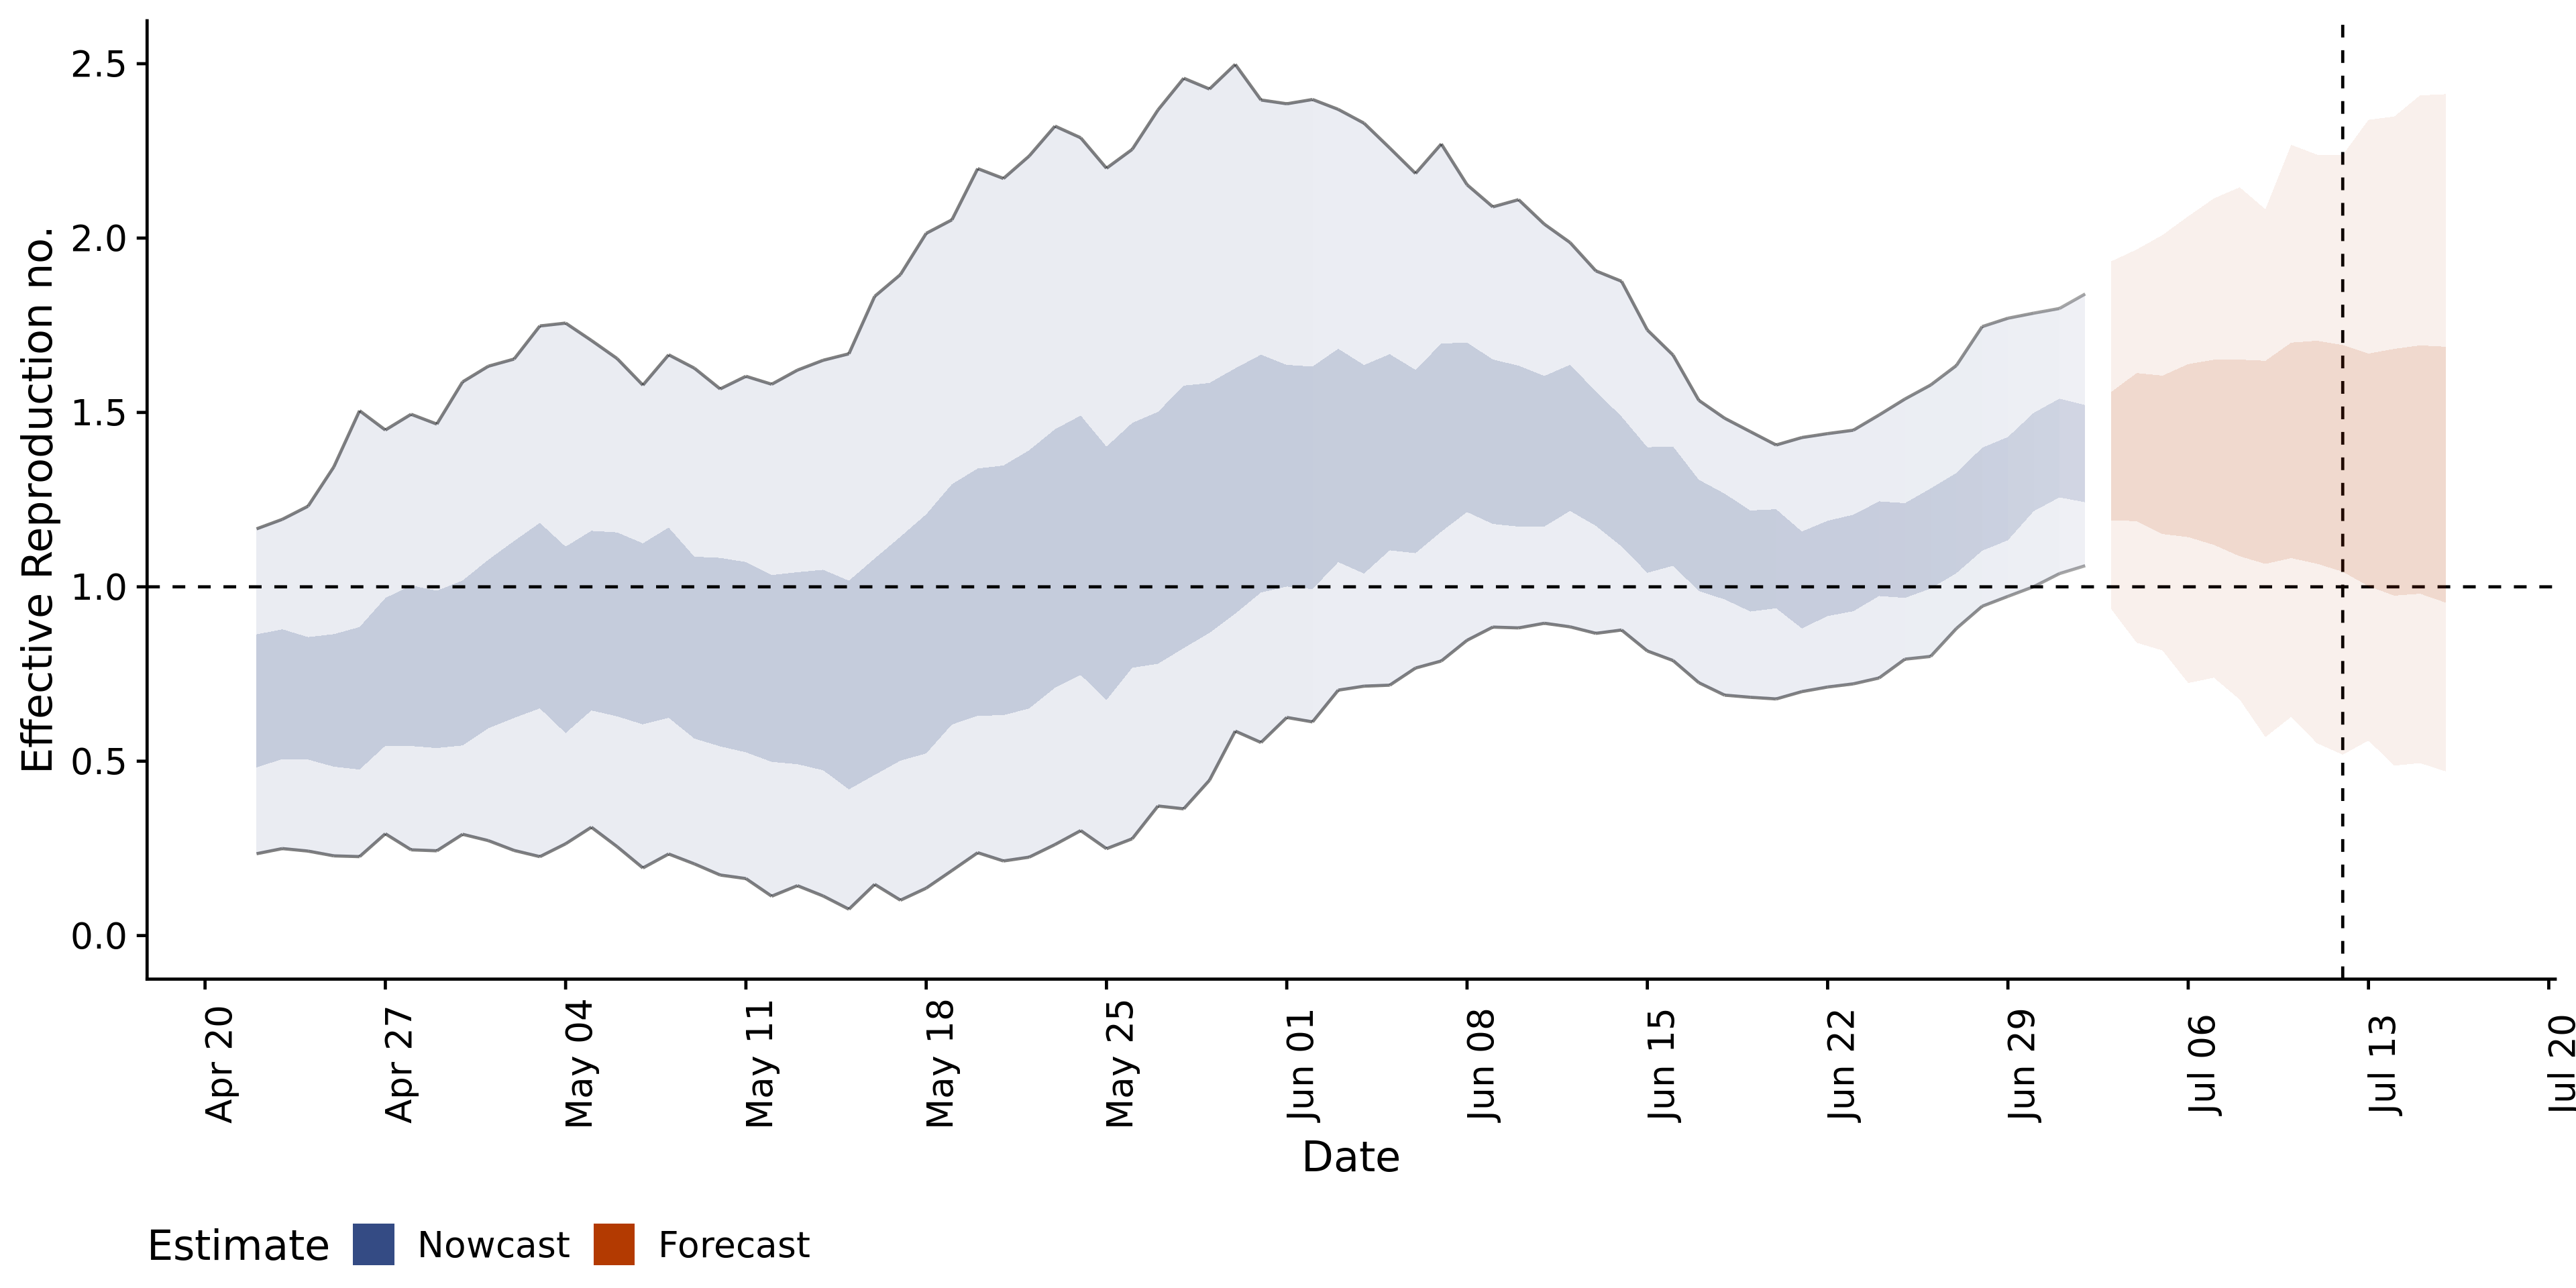 Effective Reproduction no.
2.5
2.0
1.5
1.0
0.5
0.0
Apr 20
Apr 27
May 04
May 11
May 18
May 25
Jun 01
Jun 08
Jun 15
Jun 22
Jun 29
Jul 06
Jul 13
Jul 20
Date
Estimate Nowcast Forecast